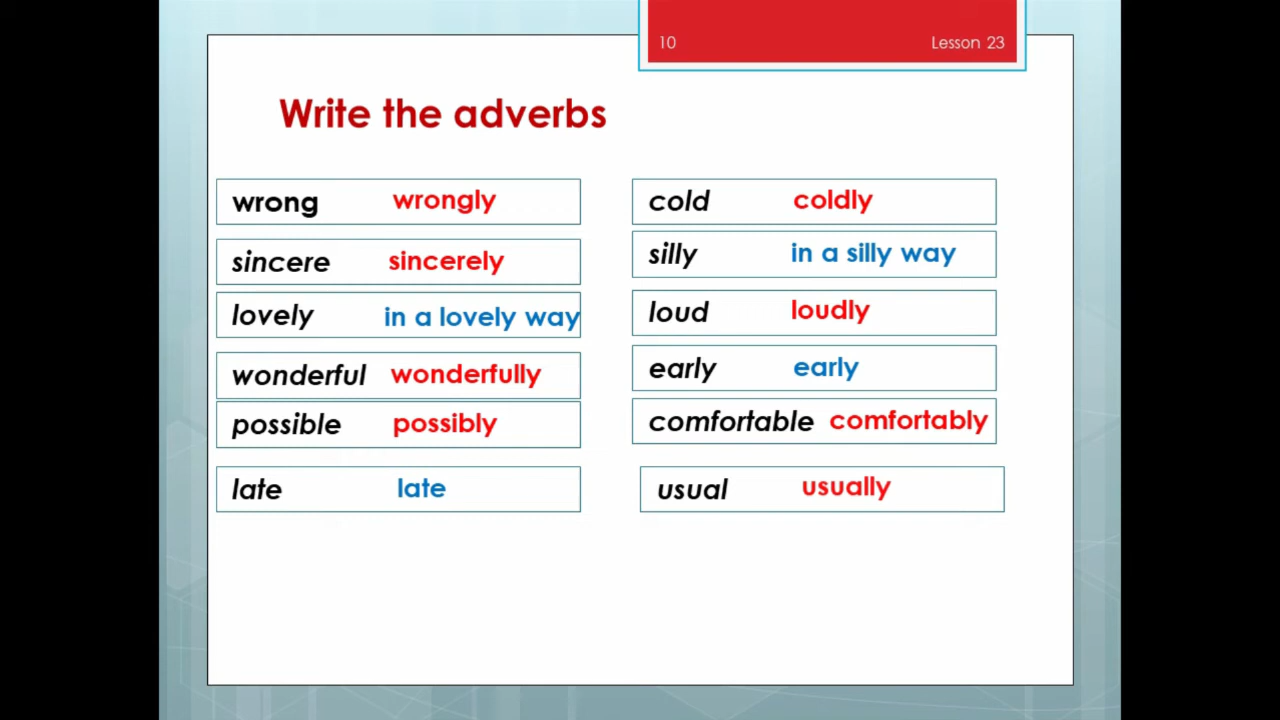 10 Lesson 23
Write the adverbs
wrong wrongly
sincere sincerely
lovely in a lovely way
wonderful wonderfully
possible possibly
late late
cold coldly
silly in a silly way
loud loudly
early early
comfortable comfortably
usual usually